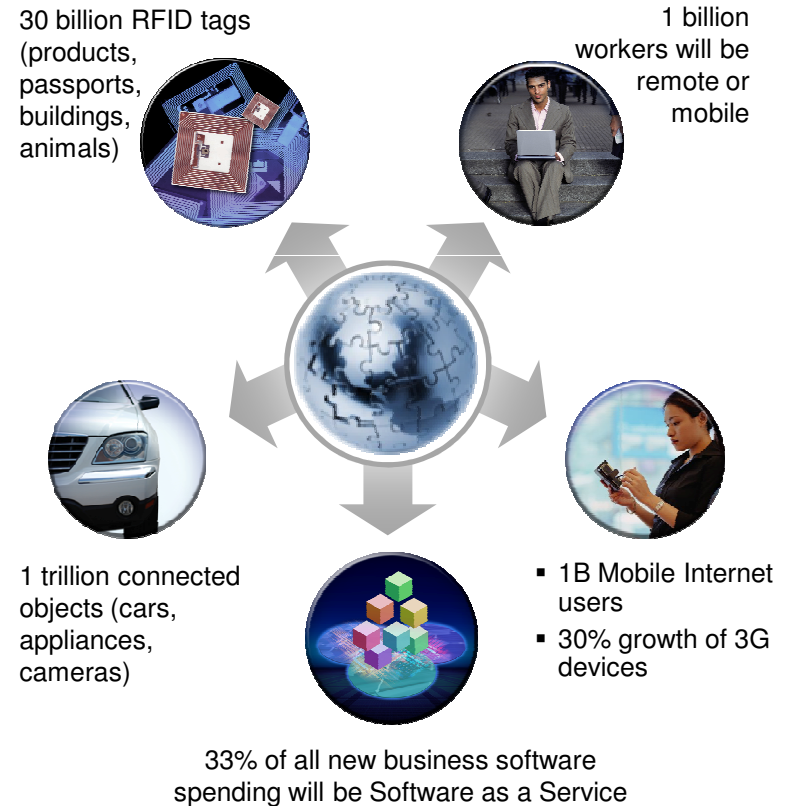 30 billion RFID tags
(products,
passports,
buildings,
animals)
1 billion
workers will be
remote or
mobile
1 trillion connected
objects (cars,
appliances,
cameras)
▪ 1B Mobile Internet
users
▪ 30% growth of 3G
devices
33% of all new business software
spending will be Software as a Service